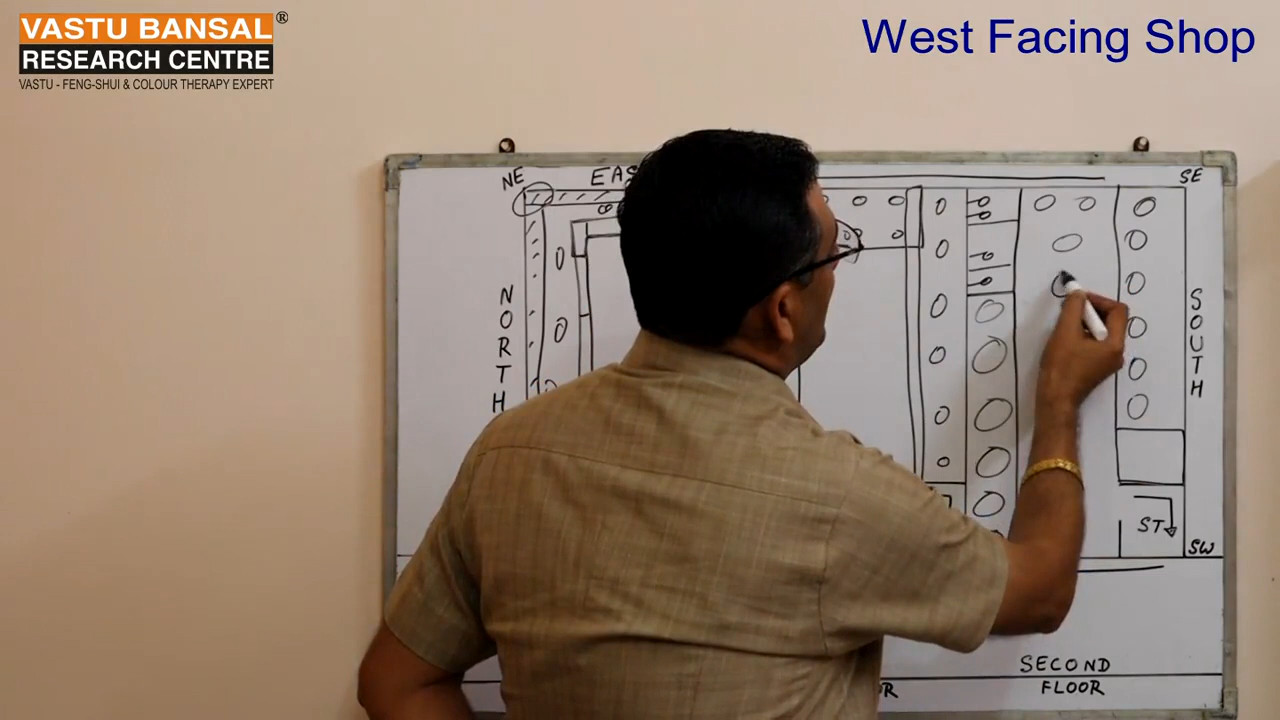 VASTU BANSAL®
RESEARCH CENTRE
VASTU - FENG-SHUI & COLOUR THERAPY EXPERT
West Facing Shop
NE
SE
NORTH
SOUTH
ST
SW
SECOND
FLOOR